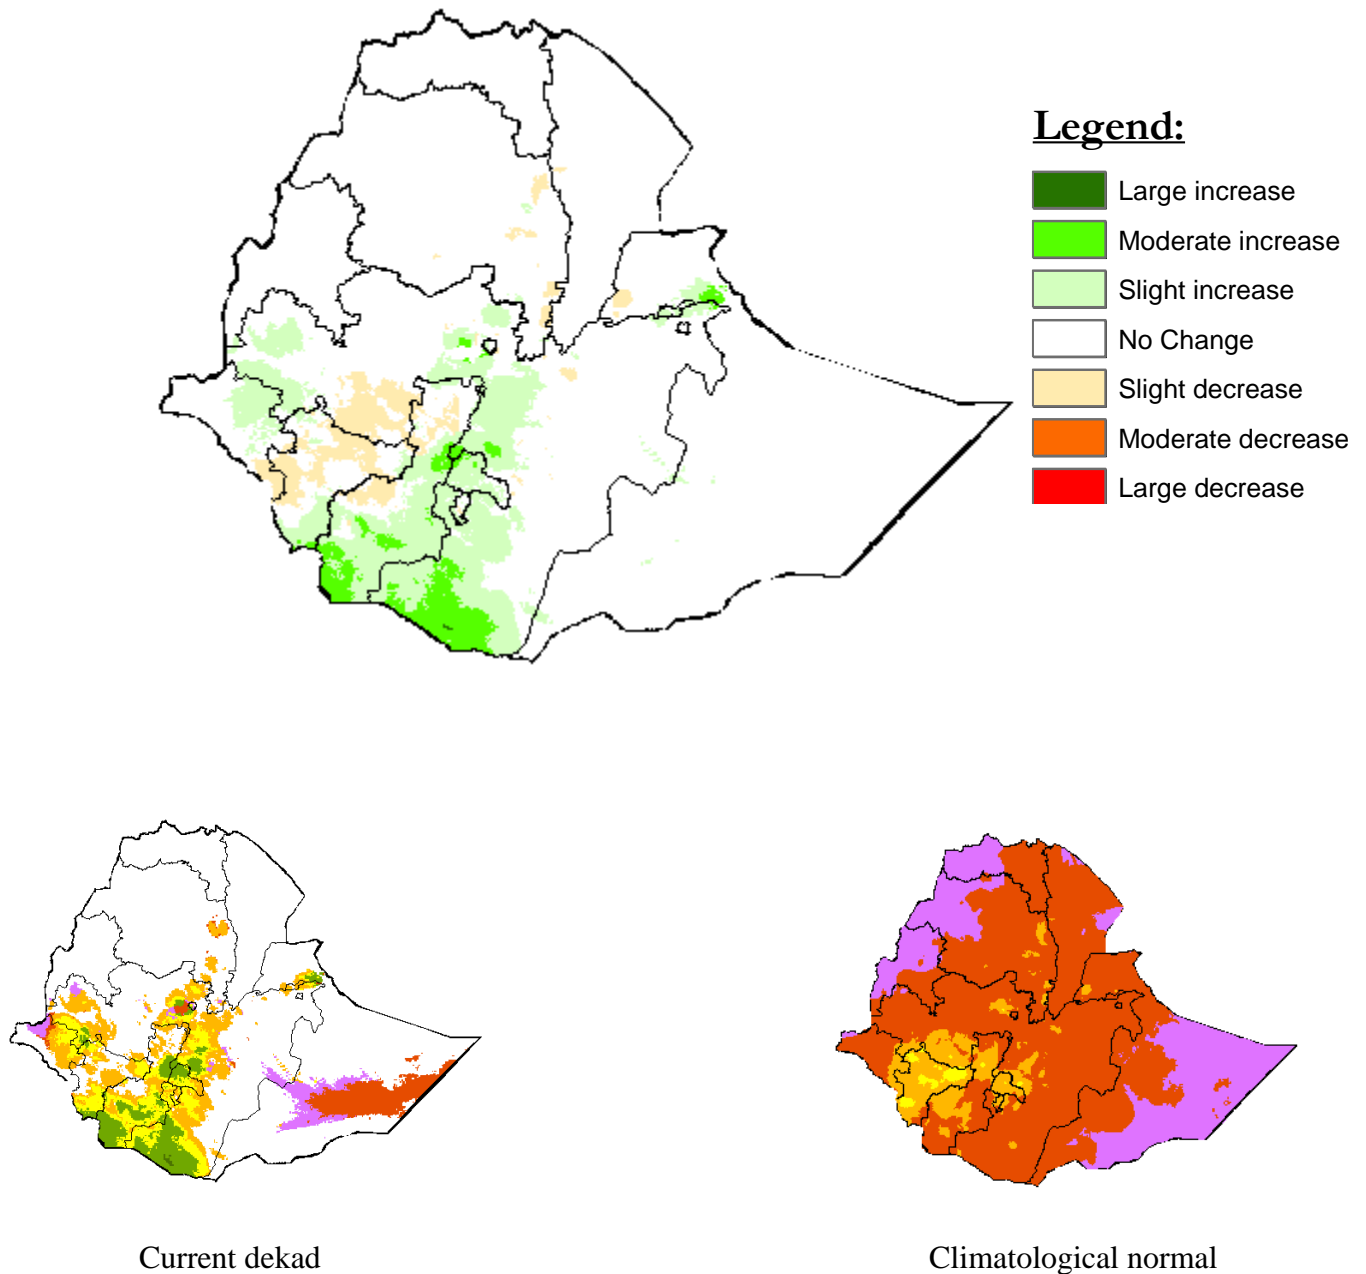 Legend:
Large increase
Moderate increase
Slight increase
No Change
Slight decrease
Moderate decrease
Large decrease
Current dekad
Climatological normal